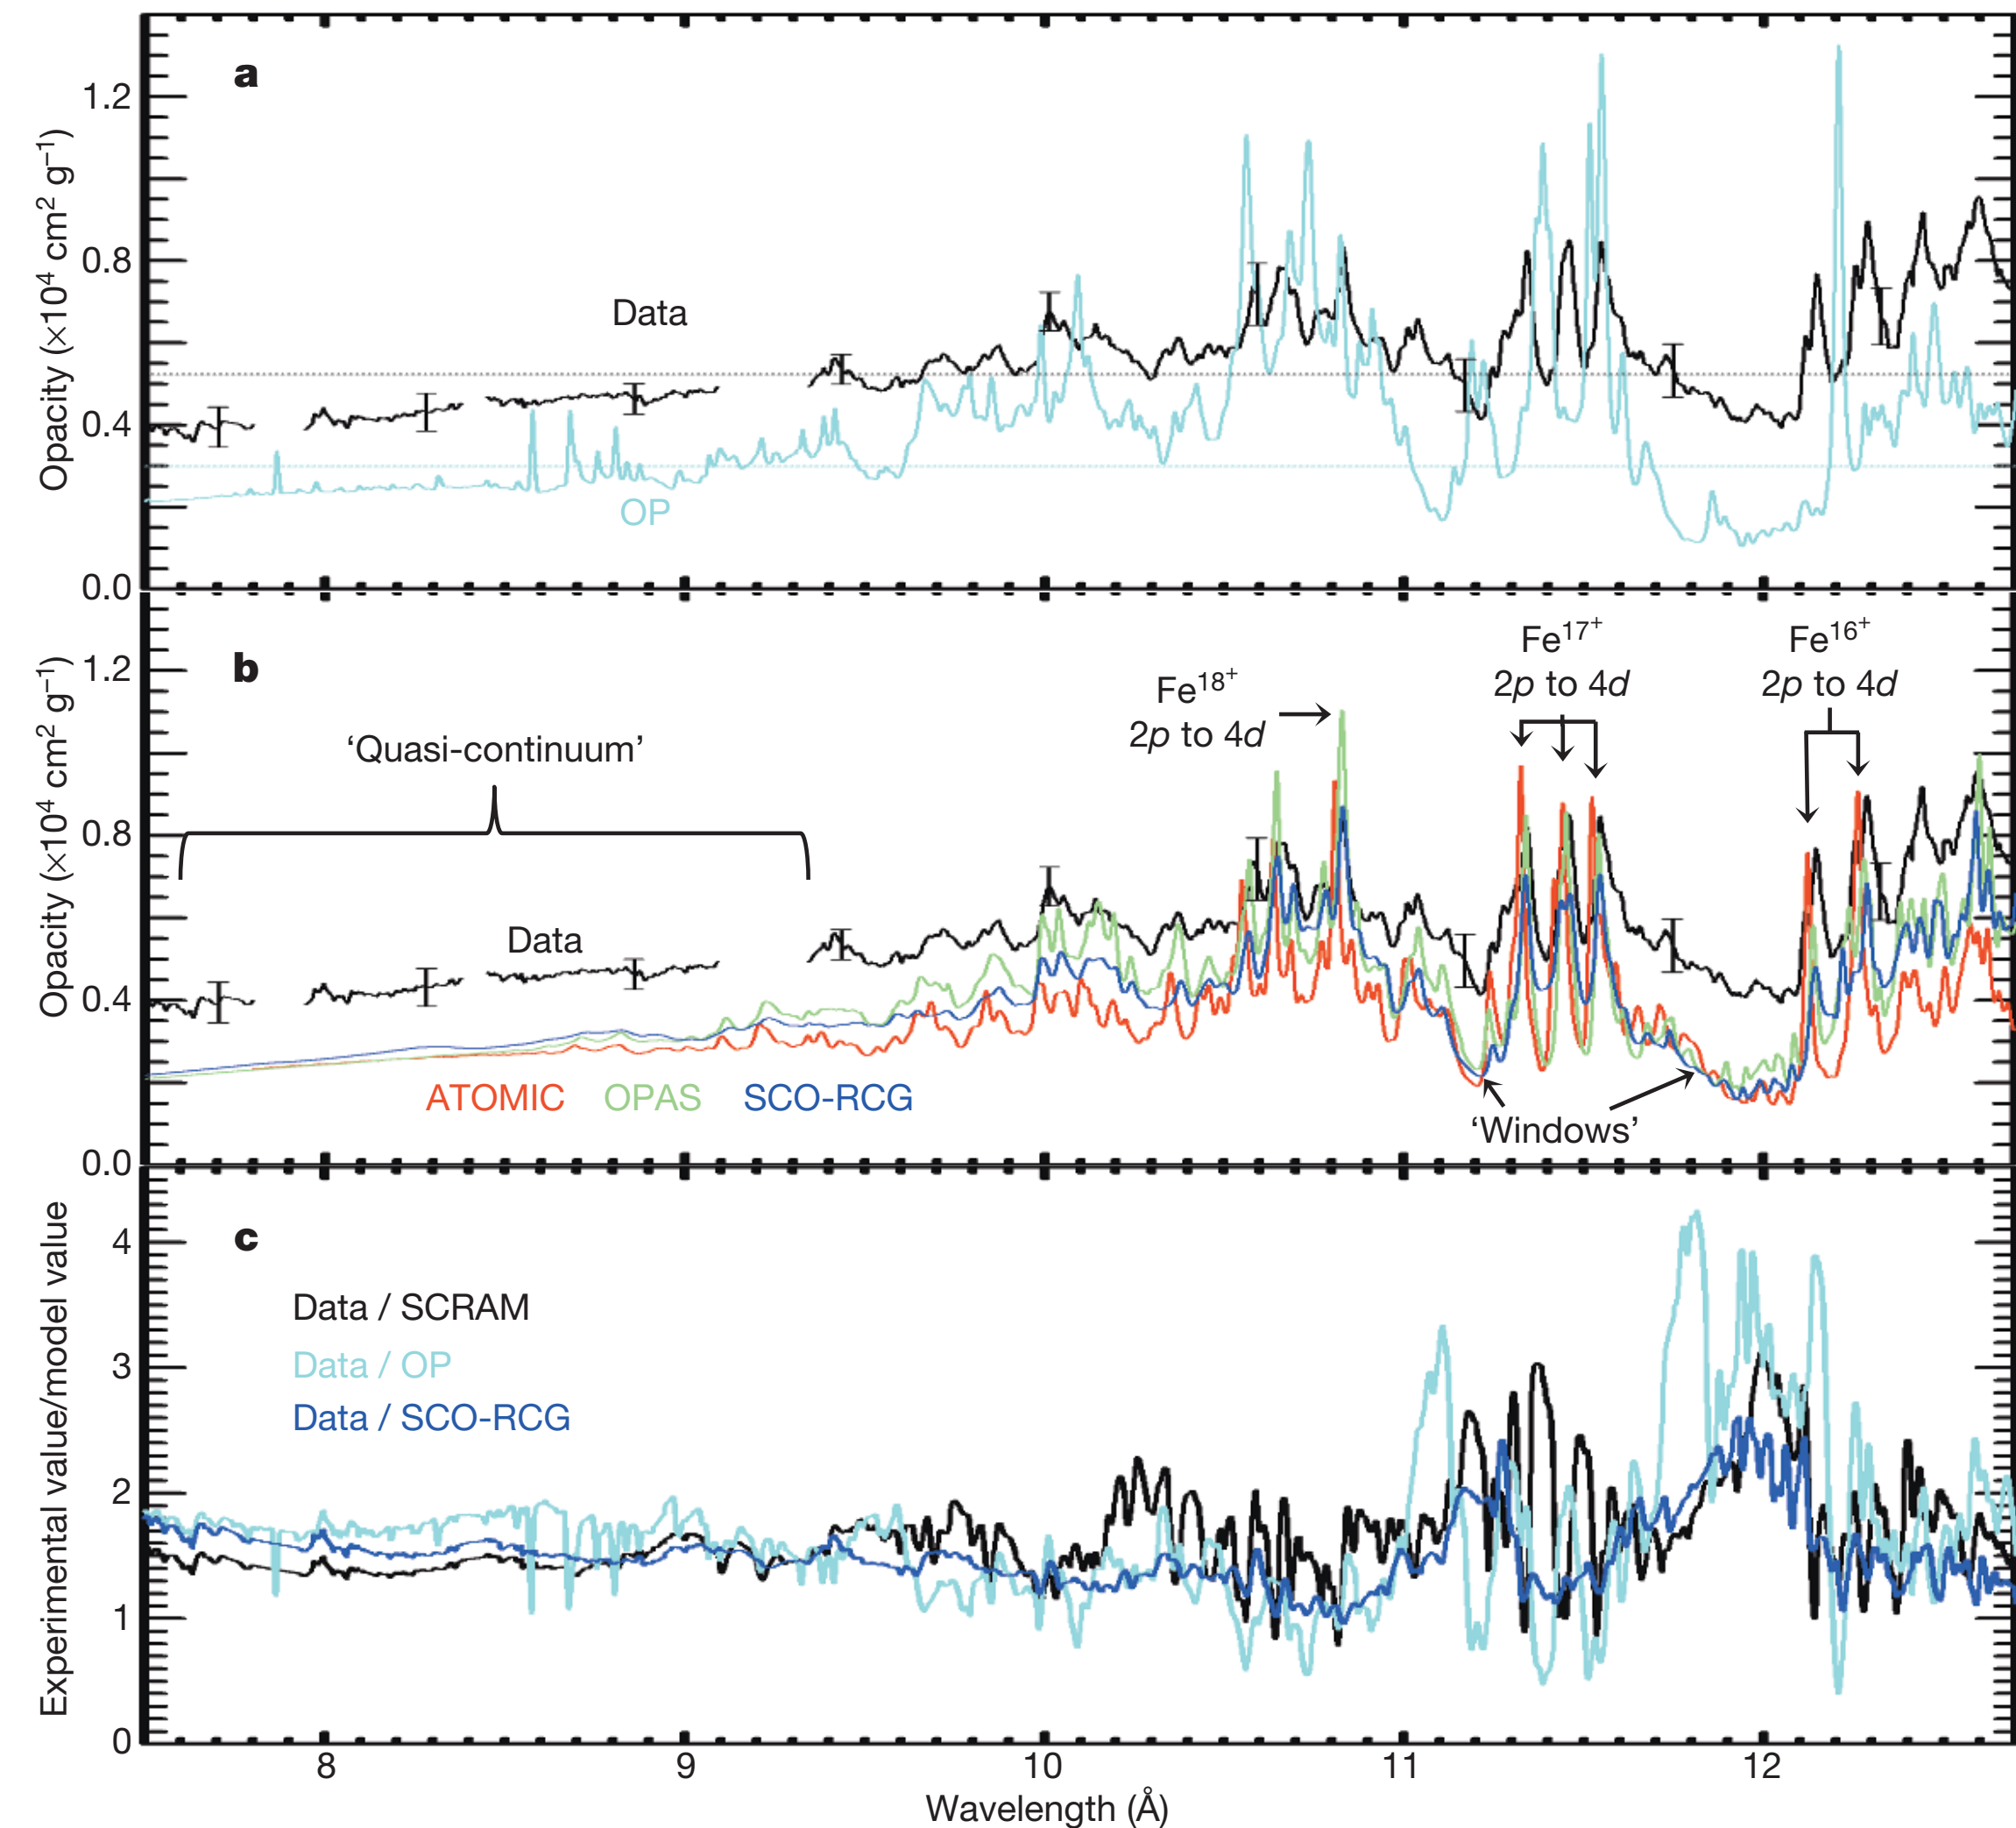 a
1.2
0.8
0.4
0.0
Opacity (×10⁴ cm² g⁻¹)
Data
OP
b
1.2
0.8
0.4
0.0
Opacity (×10⁴ cm² g⁻¹)
'Quasi-continuum'
Data
Fe¹⁸⁺
2p to 4d
Fe¹⁷⁺
2p to 4d
Fe¹⁶⁺
2p to 4d
ATOMIC OPAS SCO-RCG
'Windows'
c
4
3
2
1
0
Experimental value/model value
Data / SCRAM
Data / OP
Data / SCO-RCG
8 9 10 11 12
Wavelength (Å)